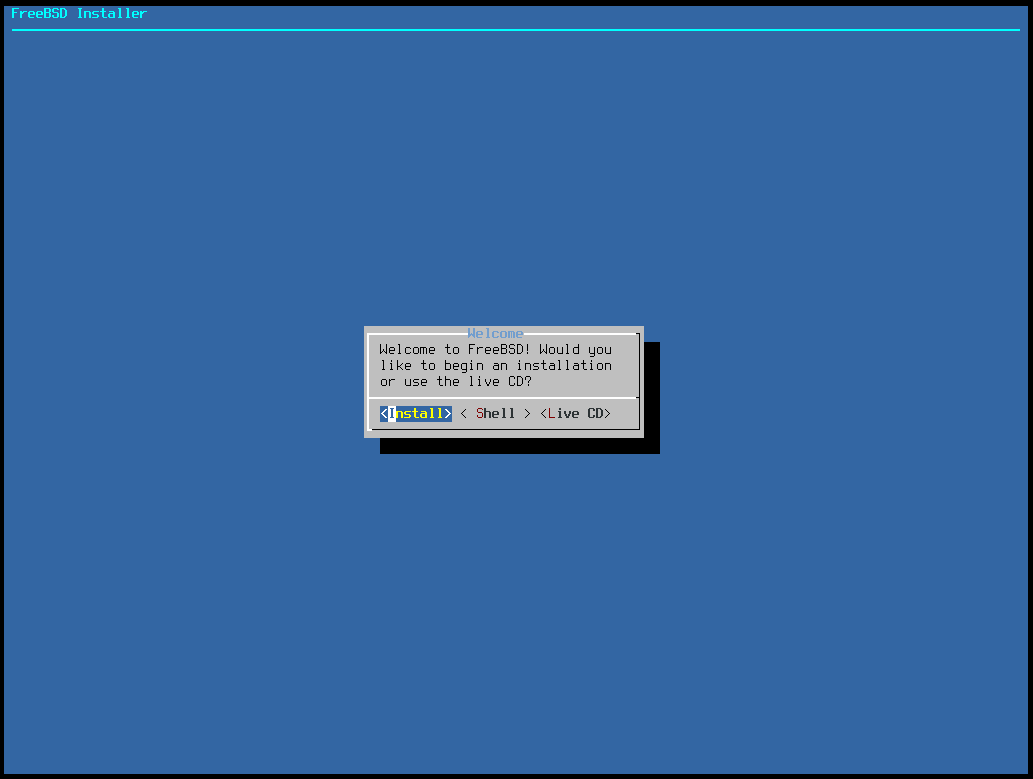 FreeBSD Installer
Welcome
Welcome to FreeBSD! Would you
like to begin an installation
or use the live CD?
<Install> < Shell > <Live CD>